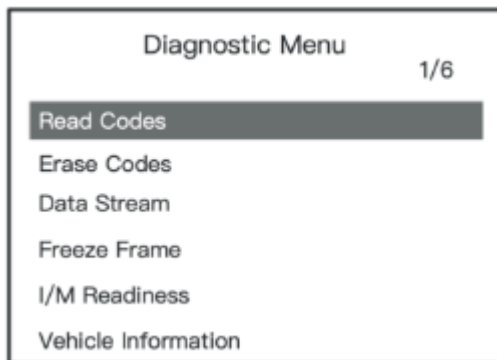 Diagnostic Menu
1/6
Read Codes
Erase Codes
Data Stream
Freeze Frame
I/M Readiness
Vehicle Information